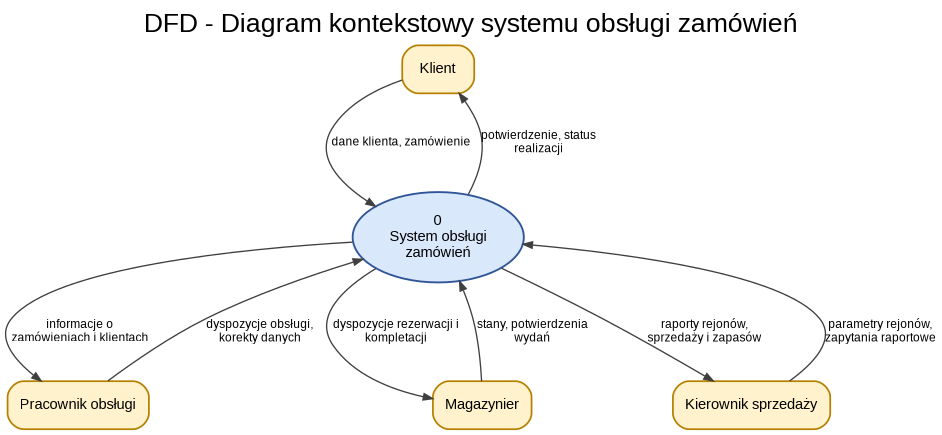 DFD - Diagram kontekstowy systemu obsługi zamówień
Klient
dane klienta, zamówienie
potwierdzenie, status
realizacji
0
System obsługi
zamówień
informacje o
zamówieniach i klientach
dyspozycje obsługi,
korekty danych
dyspozycje rezerwacji i
kompletacji
stany, potwierdzenia
wydań
raporty rejonów,
sprzedaży i zapasów
parametry rejonów,
zapytania raportowe
Pracownik obsługi
Magazynier
Kierownik sprzedaży